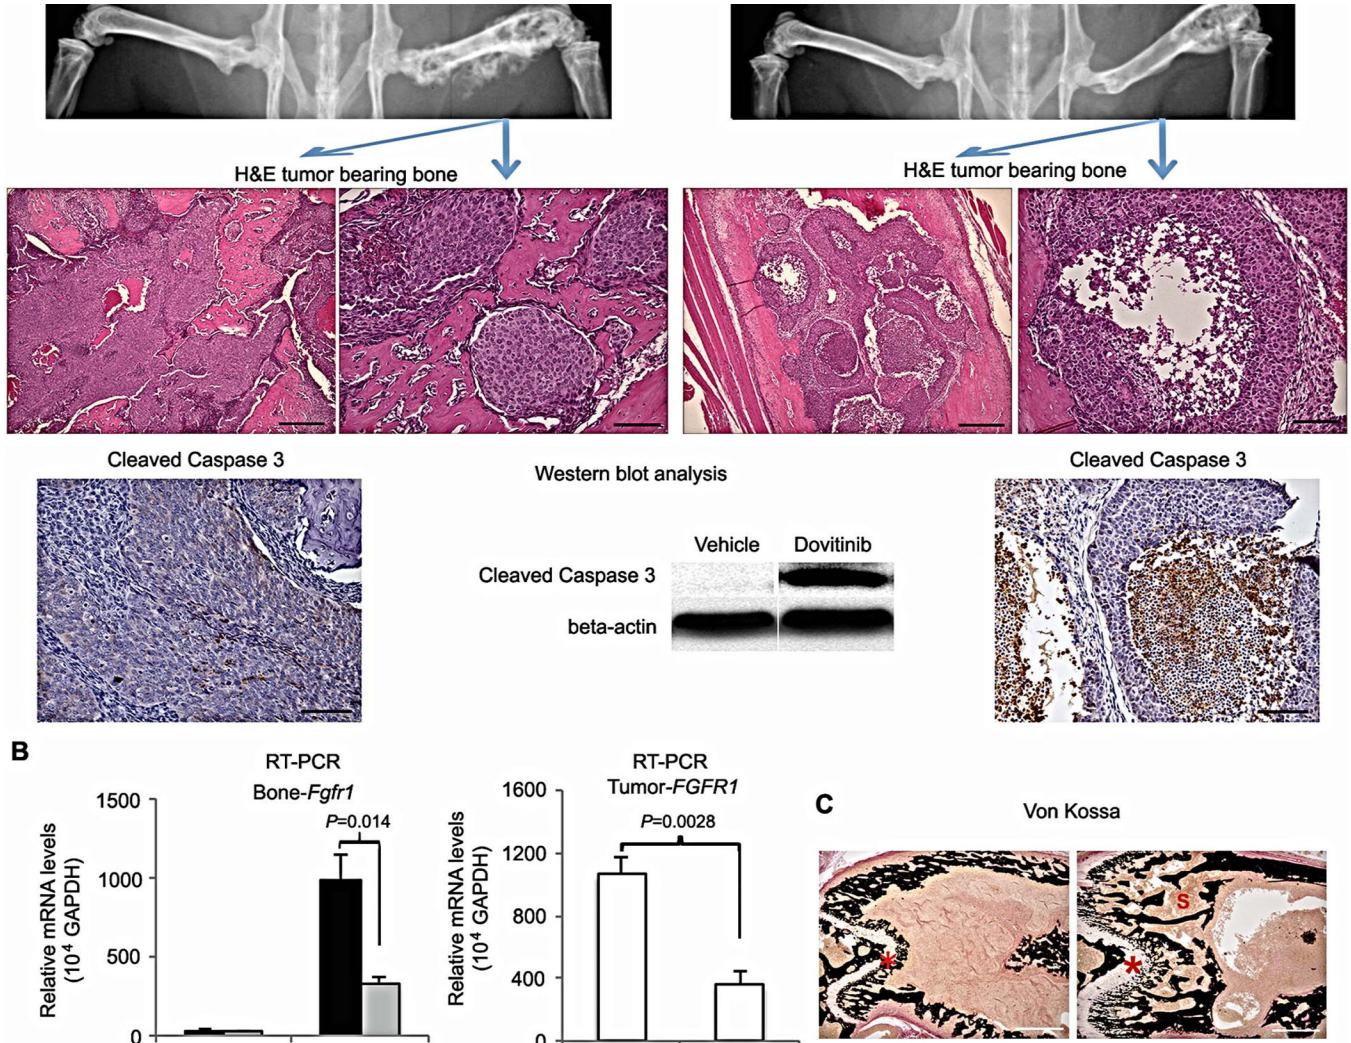 H&E tumor bearing bone
H&E tumor bearing bone
Cleaved Caspase 3
Cleaved Caspase 3
Western blot analysis
Vehicle Dovitinib
Cleaved Caspase 3
beta-actin
B
RT-PCR
Bone-Fgfr1
P=0.014
Relative mRNA levels
(10⁴ GAPDH)
1500
1000
500
0
RT-PCR
Tumor-FGFR1
P=0.0028
Relative mRNA levels
(10⁴ GAPDH)
1600
1200
800
400
0
C
Von Kossa
*
S
*